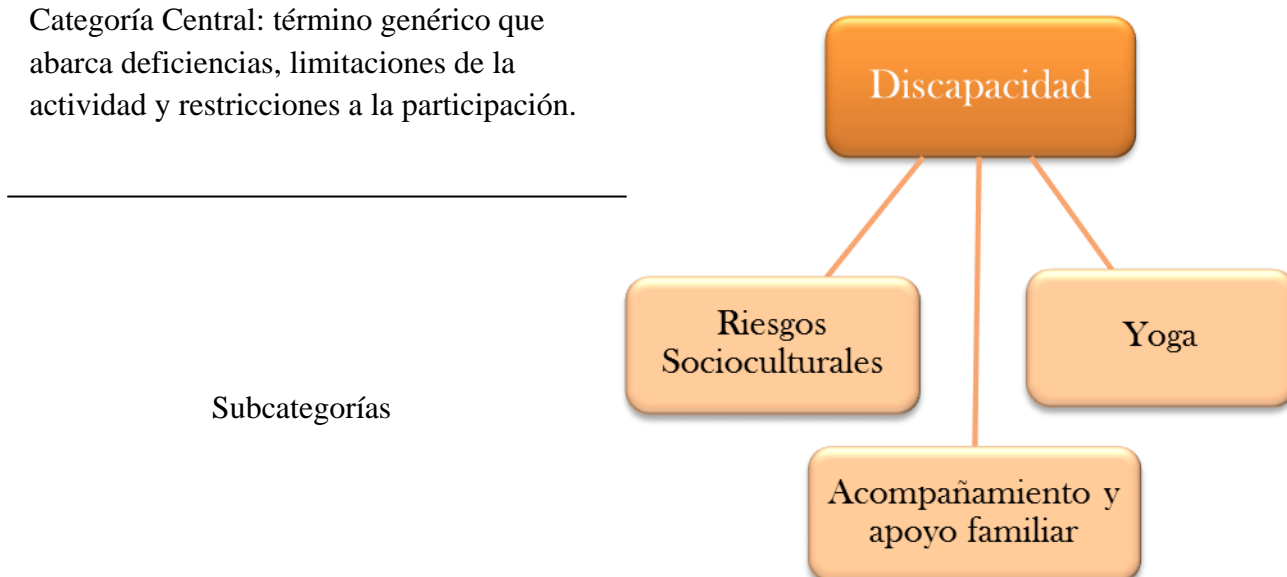 Categoría Central: término genérico que
abarca deficiencias, limitaciones de la
actividad y restricciones a la participación.
Discapacidad
Riesgos
Socioculturales
Yoga
Subcategorías
Acompañamiento y
apoyo familiar